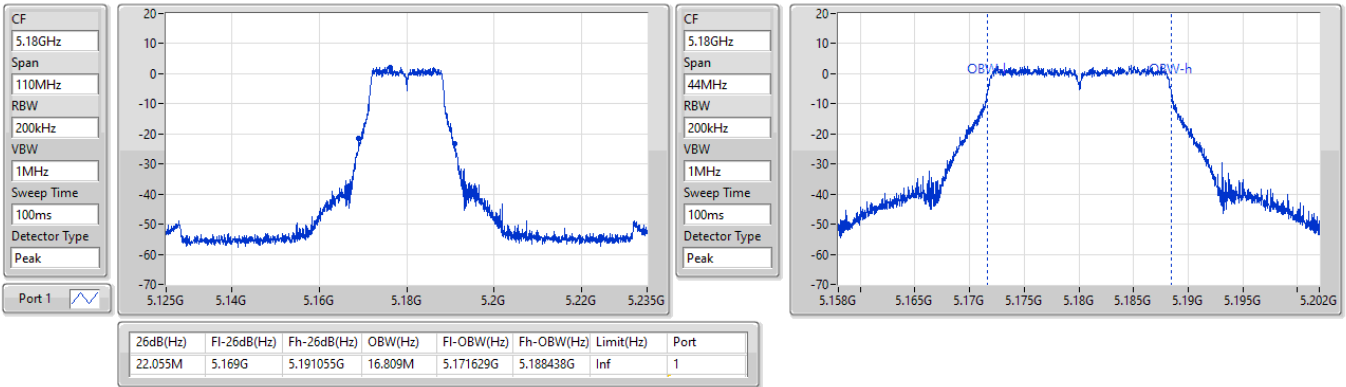 CF
5.18GHz
Span
110MHz
RBW
200kHz
VBW
1MHz
Sweep Time
100ms
Detector Type
Peak
Port 1
20
10
0
-10
-20
-30
-40
-50
-60
-70
5.125G 5.14G 5.16G 5.18G 5.2G 5.22G 5.235G
CF
5.18GHz
Span
44MHz
RBW
200kHz
VBW
1MHz
Sweep Time
100ms
Detector Type
Peak
20
10
0
-10
-20
-30
-40
-50
-60
-70
OBW-l OBW-h
5.158G 5.165G 5.17G 5.175G 5.18G 5.185G 5.19G 5.195G 5.202G
26dB(Hz) Fl-26dB(Hz) Fh-26dB(Hz) OBW(Hz) Fl-OBW(Hz) Fh-OBW(Hz) Limit(Hz) Port
22.055M 5.169G 5.191055G 16.809M 5.171629G 5.188438G Inf 1